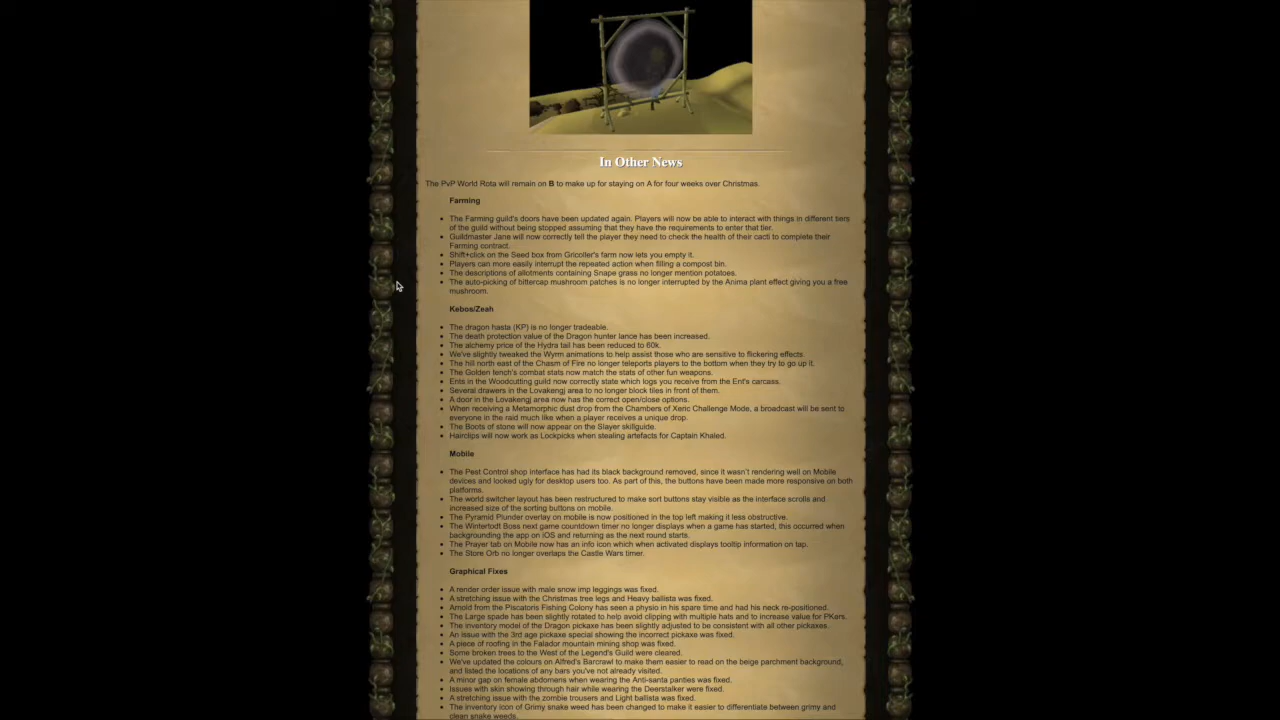 In Other News
The PvP World Rota will remain on B to make up for staying on A for four weeks over Christmas.
Farming
The Farming guild's doors have been updated again. Players will now be able to interact with things in different tiers
of the guild without being stopped assuming that they have the requirements to enter that tier.
Guildmaster Jane will now correctly tell the player they need to check the health of their cacti to complete their
Farming contract.
Shift+click on the Seed box from Gricoller's farm now lets you empty it.
Players can more easily interrupt the repeated action when filling a compost bin.
The descriptions of allotments containing Snape grass no longer mention potatoes.
The auto-picking of bittercap mushroom patches is no longer interrupted by the Anima plant effect giving you a free
mushroom.
Kebos/Zeah
The dragon hasta (KP) is no longer tradeable.
The death protection value of the Dragon hunter lance has been increased.
The alchemy price of the Hydra tail has been reduced to 60k.
We've slightly tweaked the Wyrm animations to help assist those who are sensitive to flickering effects.
The hill north east of the Chasm of Fire no longer teleports players to the bottom when they try to go up it.
The Golden tench's combat stats now match the stats of other fun weapons.
Ents in the Woodcutting guild now correctly state which logs you receive from the Ent's carcass.
Several drawers in the Lovakengj area to no longer block tiles in front of them.
A door in the Lovakengj area now has the correct open/close options.
When receiving a Metamorphic dust drop from the Chambers of Xeric Challenge Mode, a broadcast will be sent to
everyone in the raid much like when a player receives a unique drop.
The Boots of stone will now appear on the Slayer skillguide.
Hairclips will now work as Lockpicks when stealing artefacts for Captain Khaled.
Mobile
The Pest Control shop interface has had its black background removed, since it wasn't rendering well on Mobile
devices and looked ugly for desktop users too. As part of this, the buttons have been made more responsive on both
platforms.
The world switcher layout has been restructured to make sort buttons stay visible as the interface scrolls and
increased size of the sorting buttons on mobile.
The Pyramid Plunder overlay on mobile is now positioned in the top left making it less obstructive.
The Wintertodt Boss next game countdown timer no longer displays when a game has started, this occurred when
backgrounding the app on iOS and returning as the next round starts.
The Prayer tab on Mobile now has an info icon which when activated displays tooltip information on tap.
The Store Orb no longer overlaps the Castle Wars timer.
Graphical Fixes
A render order issue with male snow imp leggings was fixed.
A stretching issue with the Christmas tree legs and Heavy ballista was fixed.
Arnold from the Piscatoris Fishing Colony has seen a physio in his spare time and had his neck re-positioned.
The Large spade has been slightly rotated to help avoid clipping with multiple hats and to increase value for PKers.
The inventory model of the Dragon pickaxe has been slightly adjusted to be consistent with all other pickaxes.
An issue with the 3rd age pickaxe special showing the incorrect pickaxe was fixed.
A piece of roofing in the Falador mountain mining shop was fixed.
Some broken trees to the West of the Legend's Guild were cleared.
We've updated the colours on Alfred's Barcrawl to make them easier to read on the beige parchment background,
and listed the locations of any bars you've not already visited.
A minor gap on female abdomens when wearing the Anti-santa panties was fixed.
Issues with skin showing through hair while wearing the Deerstalker were fixed.
A stretching issue with the zombie trousers and Light ballista was fixed.
The inventory icon of Grimy snake weed has been changed to make it easier to differentiate between grimy and
clean snake weeds.